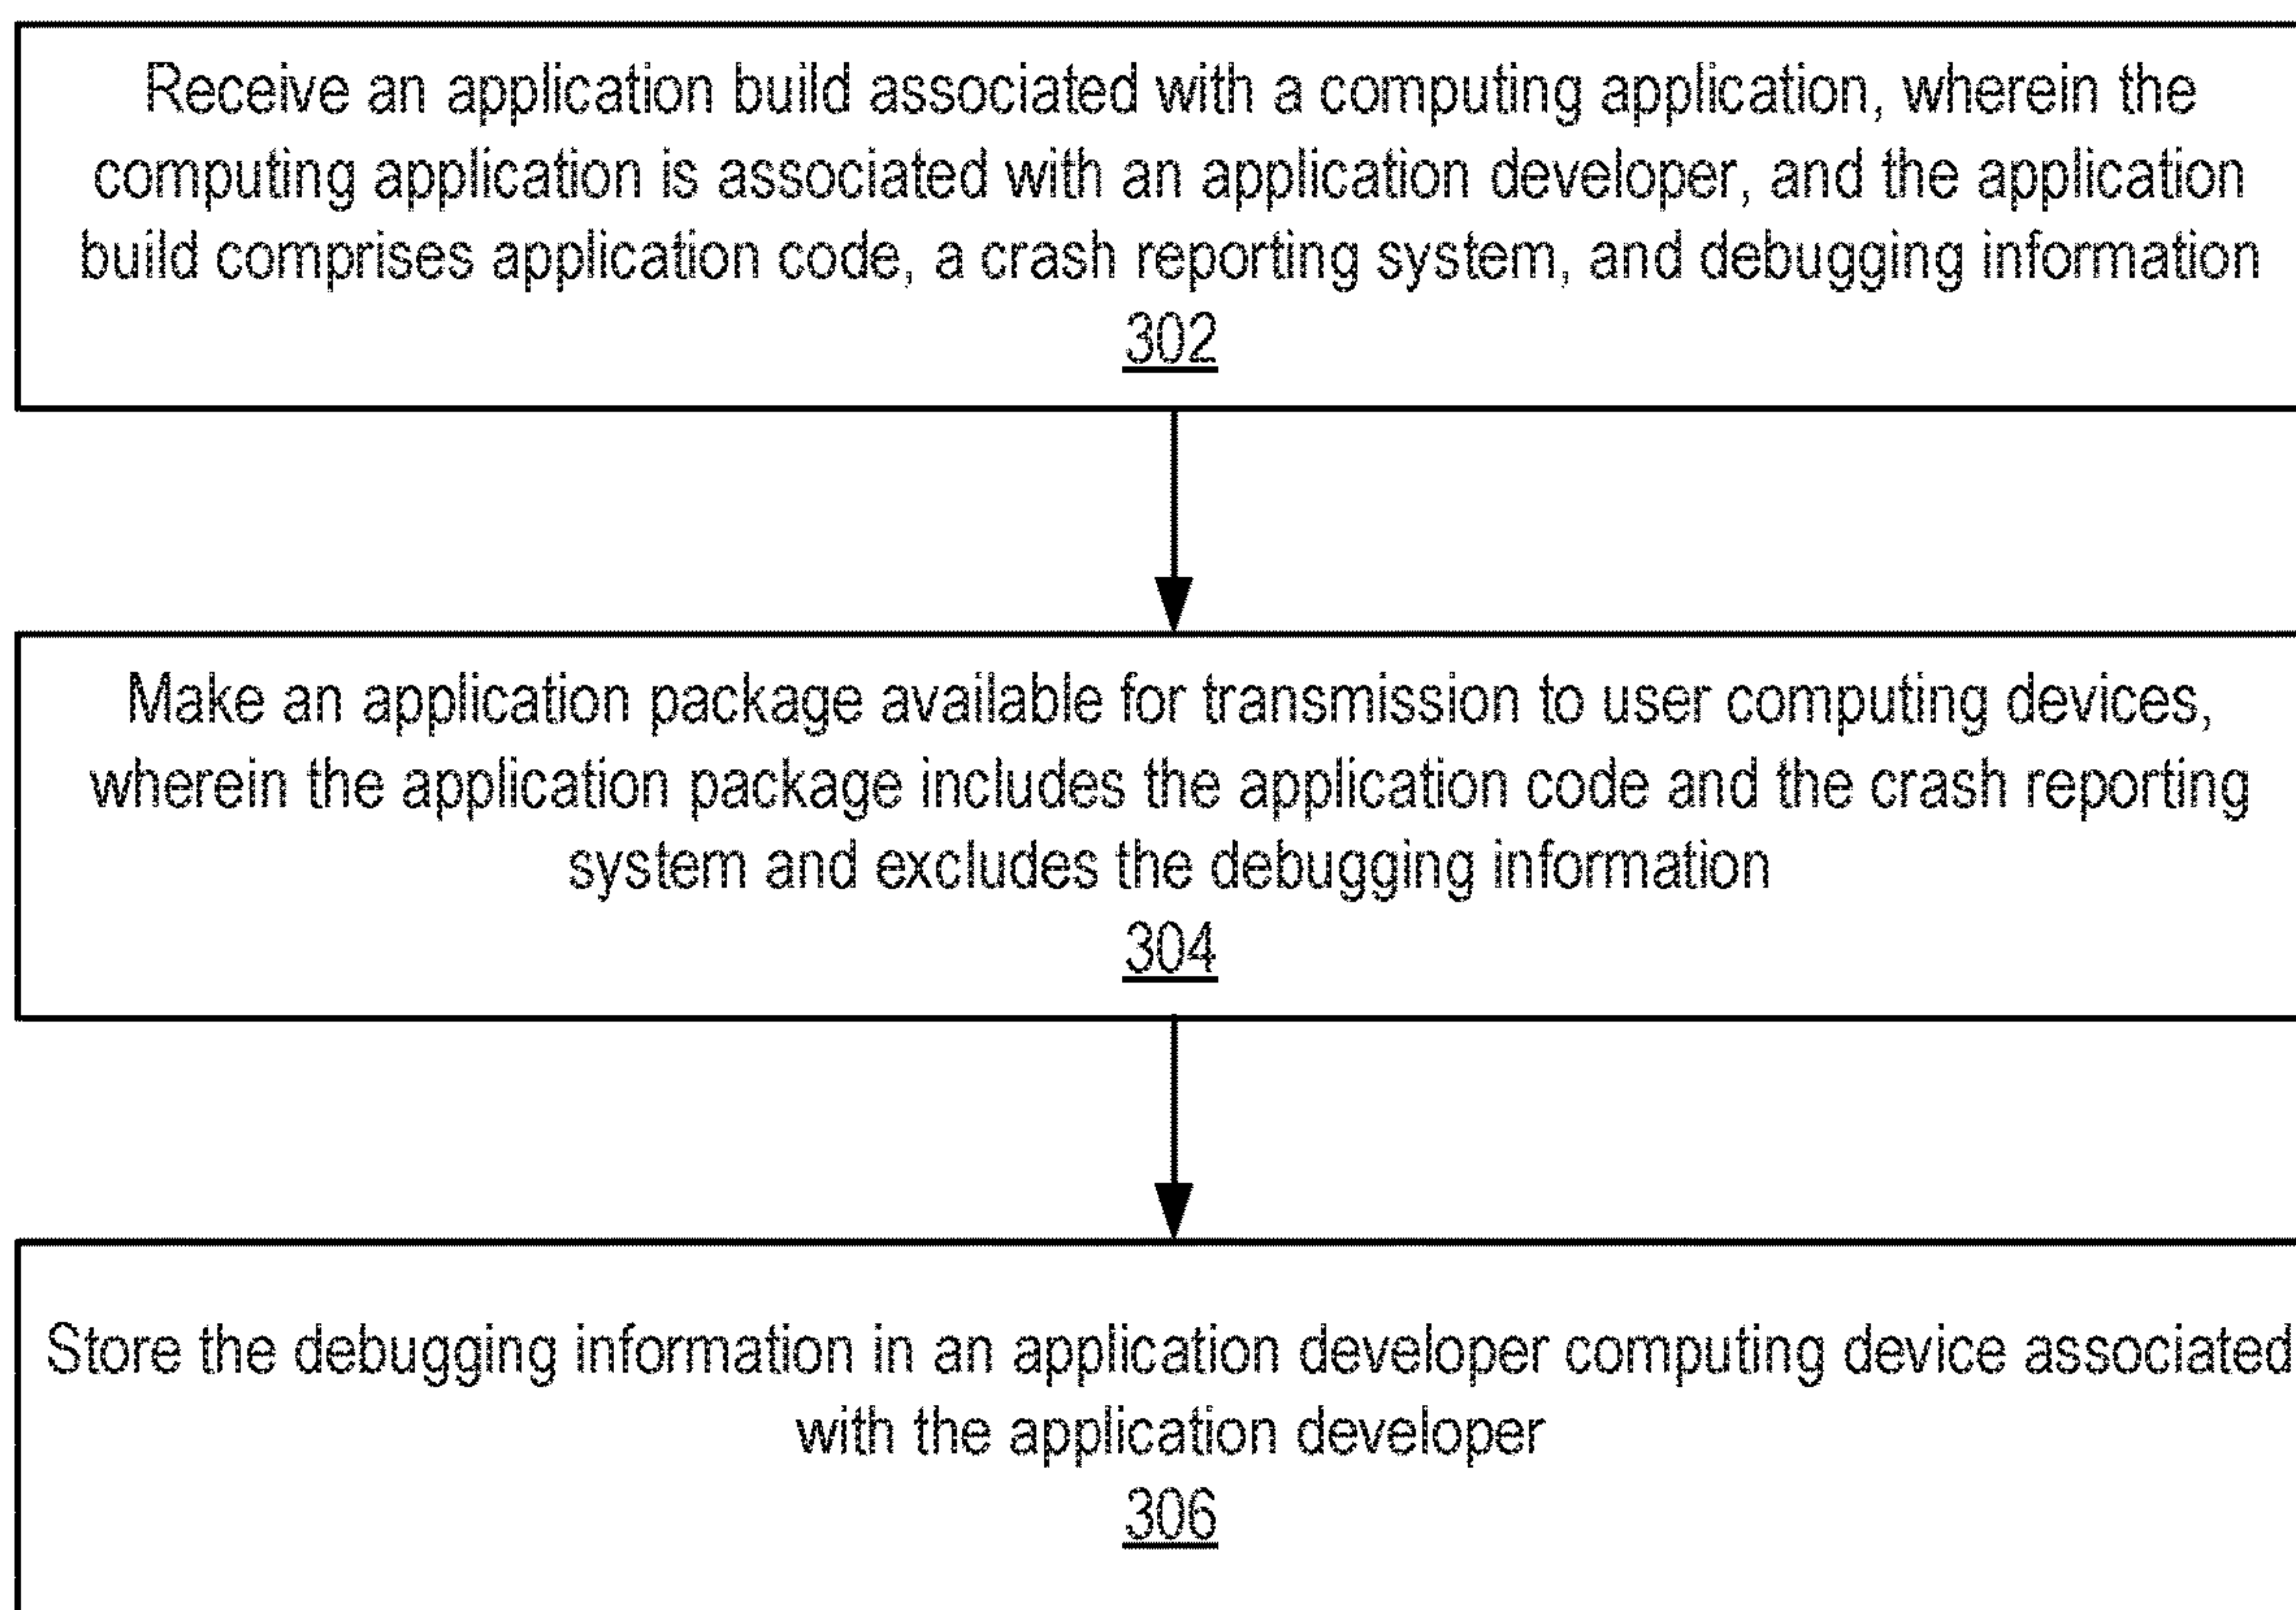 Receive an application build associated with a computing application, wherein the
computing application is associated with an application developer, and the application
build comprises application code, a crash reporting system, and debugging information
302
Make an application package available for transmission to user computing devices,
wherein the application package includes the application code and the crash reporting
system and excludes the debugging information
304
Store the debugging information in an application developer computing device associated
with the application developer
306